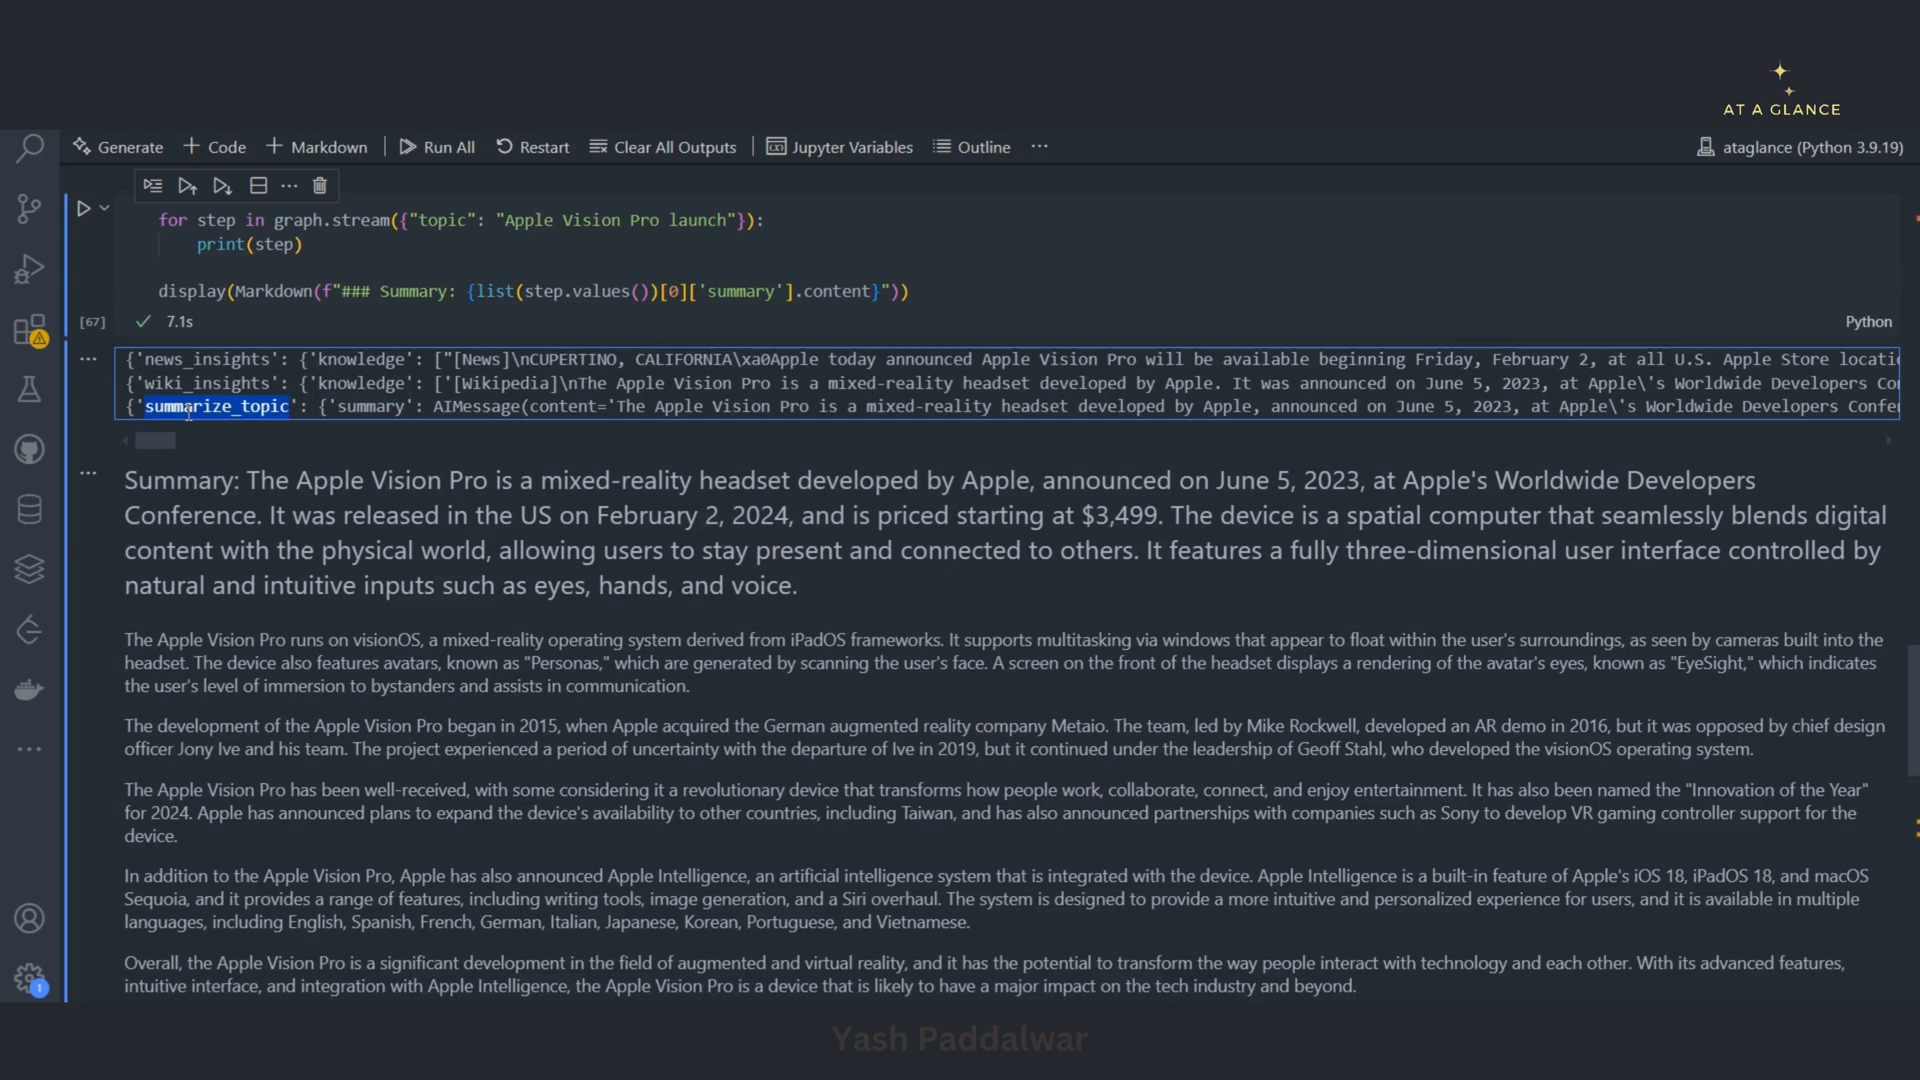 AT A GLANCE
Generate + Code + Markdown Run All Restart Clear All Outputs Jupyter Variables Outline ... ataglance (Python 3.9.19)
for step in graph.stream({"topic": "Apple Vision Pro launch"}):
print(step)
display(Markdown(f"### Summary: {list(step.values())[0]['summary'].content}"))
[67] 7.1s Python
{'news_insights': {'knowledge': ["[News]\nCUPERTINO, CALIFORNIA\xa0Apple today announced Apple Vision Pro will be available beginning Friday, February 2, at all U.S. Apple Store locati
{'wiki_insights': {'knowledge': ['[Wikipedia]\nThe Apple Vision Pro is a mixed-reality headset developed by Apple. It was announced on June 5, 2023, at Apple\'s Worldwide Developers Co
{'summarize_topic': {'summary': AIMessage(content='The Apple Vision Pro is a mixed-reality headset developed by Apple, announced on June 5, 2023, at Apple\'s Worldwide Developers Confe
Summary: The Apple Vision Pro is a mixed-reality headset developed by Apple, announced on June 5, 2023, at Apple's Worldwide Developers
Conference. It was released in the US on February 2, 2024, and is priced starting at $3,499. The device is a spatial computer that seamlessly blends digital
content with the physical world, allowing users to stay present and connected to others. It features a fully three-dimensional user interface controlled by
natural and intuitive inputs such as eyes, hands, and voice.
The Apple Vision Pro runs on visionOS, a mixed-reality operating system derived from iPadOS frameworks. It supports multitasking via windows that appear to float within the user's surroundings, as seen by cameras built into the
headset. The device also features avatars, known as "Personas," which are generated by scanning the user's face. A screen on the front of the headset displays a rendering of the avatar's eyes, known as "EyeSight," which indicates
the user's level of immersion to bystanders and assists in communication.
The development of the Apple Vision Pro began in 2015, when Apple acquired the German augmented reality company Metaio. The team, led by Mike Rockwell, developed an AR demo in 2016, but it was opposed by chief design
officer Jony Ive and his team. The project experienced a period of uncertainty with the departure of Ive in 2019, but it continued under the leadership of Geoff Stahl, who developed the visionOS operating system.
The Apple Vision Pro has been well-received, with some considering it a revolutionary device that transforms how people work, collaborate, connect, and enjoy entertainment. It has also been named the "Innovation of the Year"
for 2024. Apple has announced plans to expand the device's availability to other countries, including Taiwan, and has also announced partnerships with companies such as Sony to develop VR gaming controller support for the
device.
In addition to the Apple Vision Pro, Apple has also announced Apple Intelligence, an artificial intelligence system that is integrated with the device. Apple Intelligence is a built-in feature of Apple's iOS 18, iPadOS 18, and macOS
Sequoia, and it provides a range of features, including writing tools, image generation, and a Siri overhaul. The system is designed to provide a more intuitive and personalized experience for users, and it is available in multiple
languages, including English, Spanish, French, German, Italian, Japanese, Korean, Portuguese, and Vietnamese.
Overall, the Apple Vision Pro is a significant development in the field of augmented and virtual reality, and it has the potential to transform the way people interact with technology and each other. With its advanced features,
intuitive interface, and integration with Apple Intelligence, the Apple Vision Pro is a device that is likely to have a major impact on the tech industry and beyond.
1
Yash Paddalwar